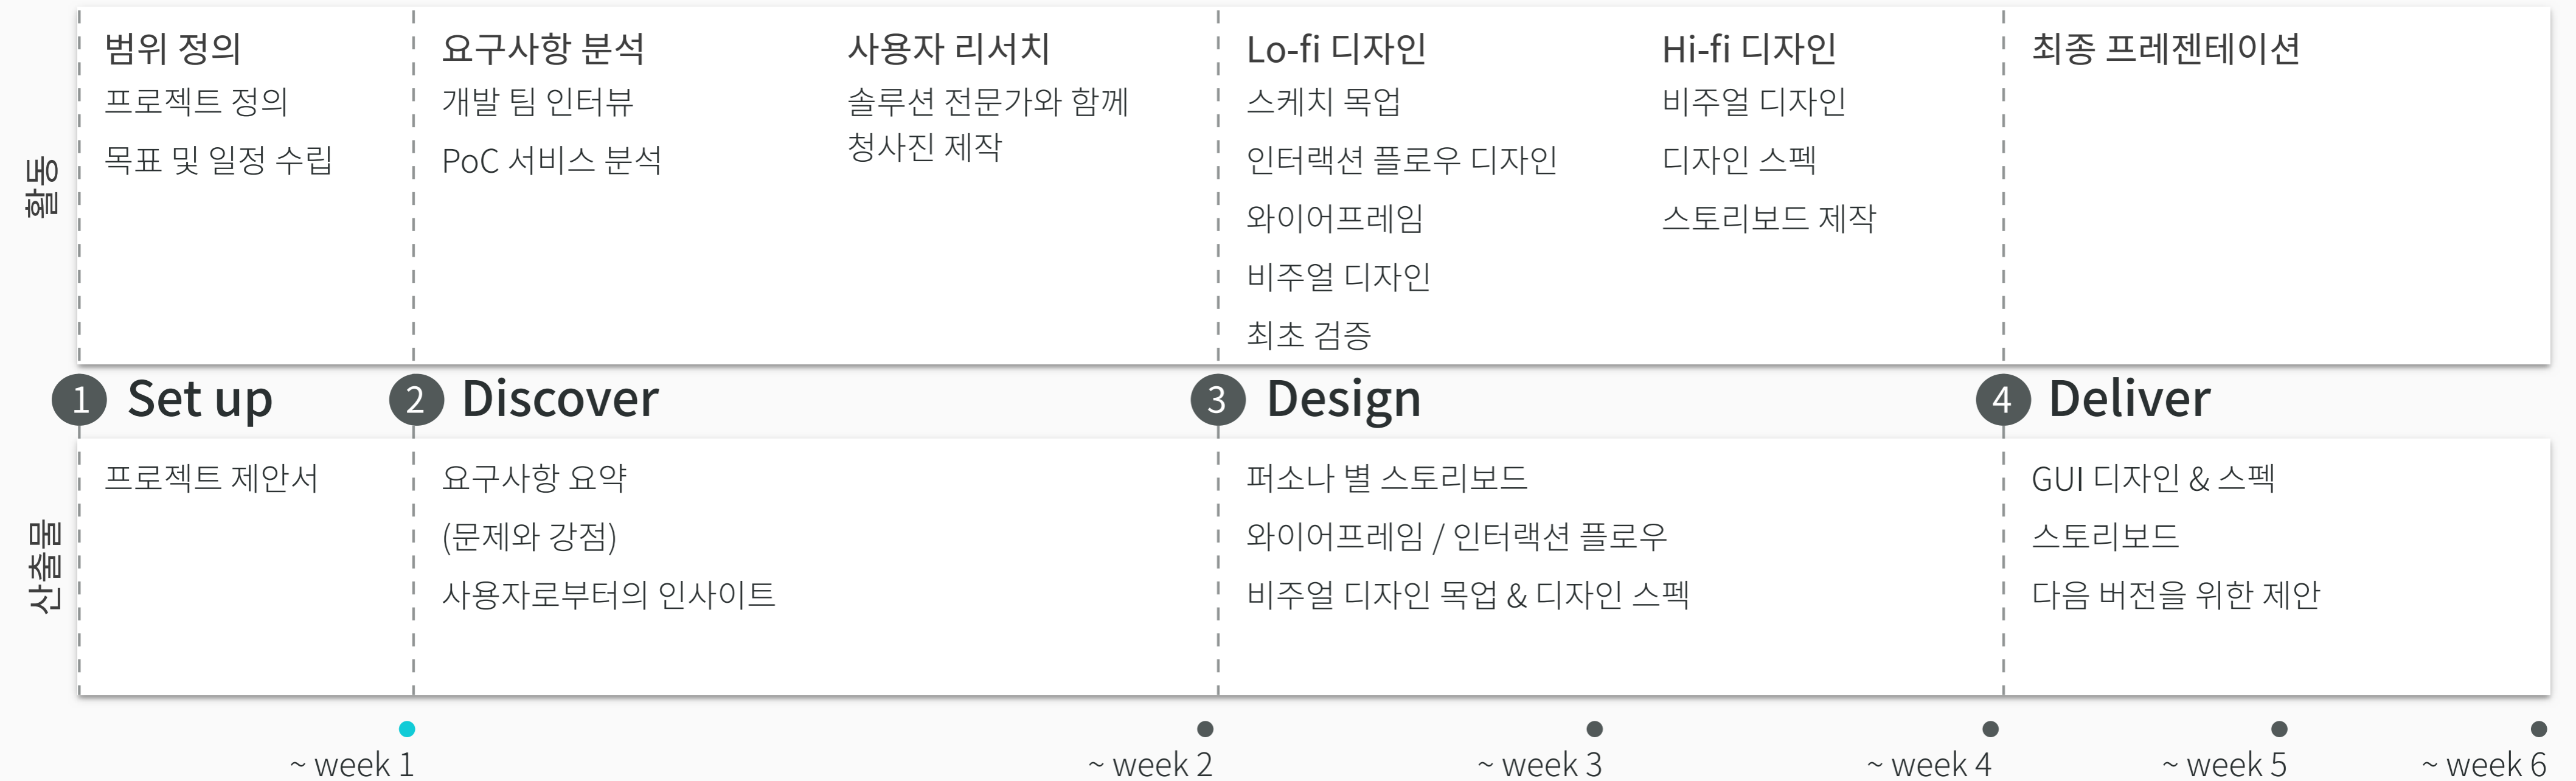 활동
범위 정의
프로젝트 정의
목표 및 일정 수립
요구사항 분석
개발 팀 인터뷰
PoC 서비스 분석
사용자 리서치
솔루션 전문가와 함께
청사진 제작
Lo-fi 디자인
스케치 목업
인터랙션 플로우 디자인
와이어프레임
비주얼 디자인
최초 검증
Hi-fi 디자인
비주얼 디자인
디자인 스펙
스토리보드 제작
최종 프레젠테이션
1 Set up
2 Discover
3 Design
4 Deliver
산출물
프로젝트 제안서
요구사항 요약
(문제와 강점)
사용자로부터의 인사이트
퍼소나 별 스토리보드
와이어프레임 / 인터랙션 플로우
비주얼 디자인 목업 & 디자인 스펙
GUI 디자인 & 스펙
스토리보드
다음 버전을 위한 제안
~ week 1
~ week 2
~ week 3
~ week 4
~ week 5
~ week 6